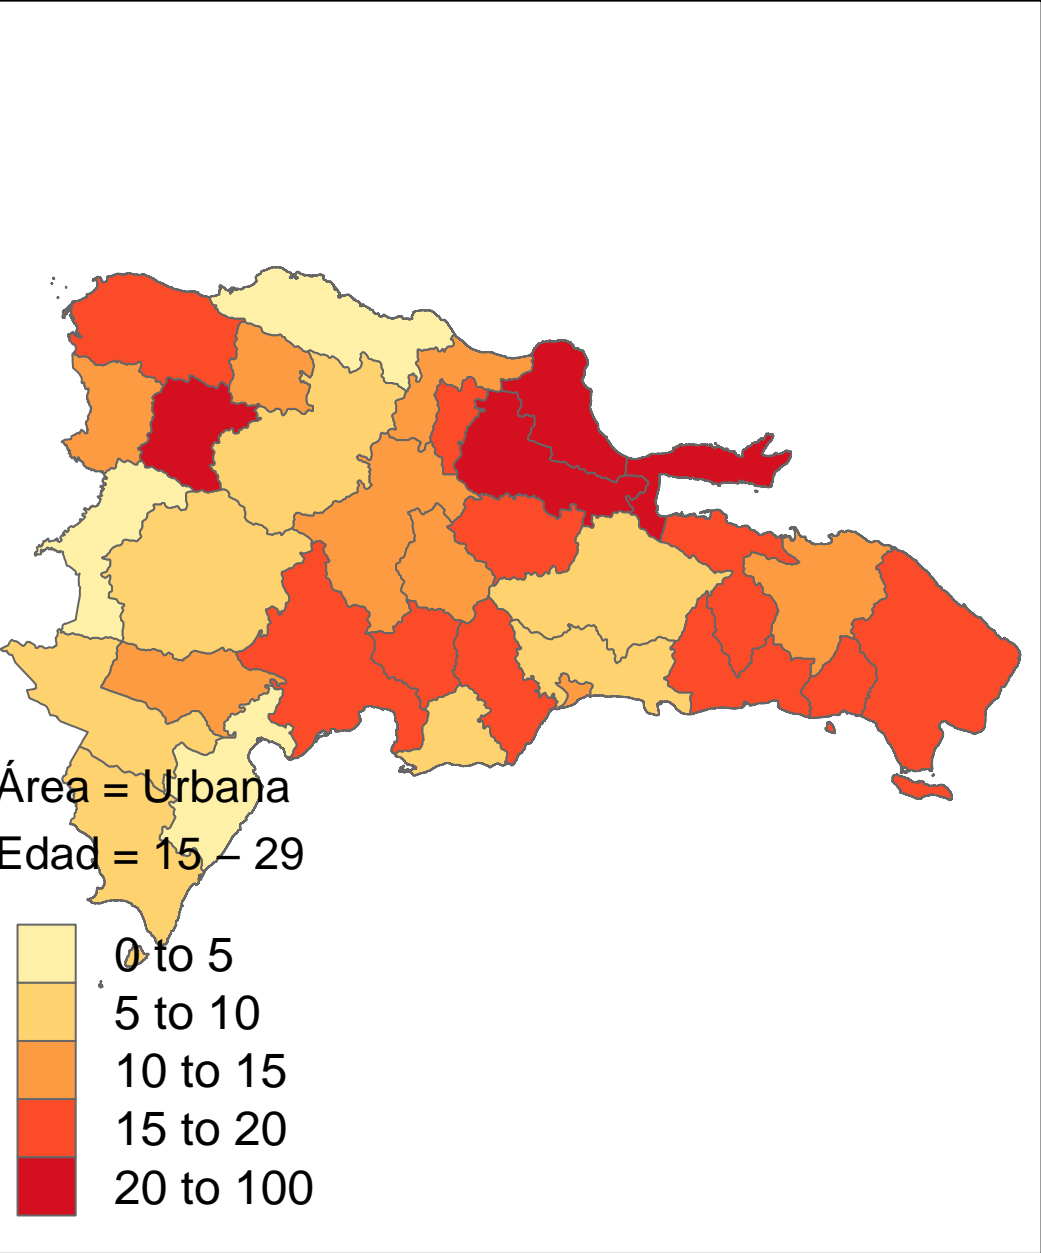 Área = Urbana
Edad = 15 – 29
0 to 5
5 to 10
10 to 15
15 to 20
20 to 100